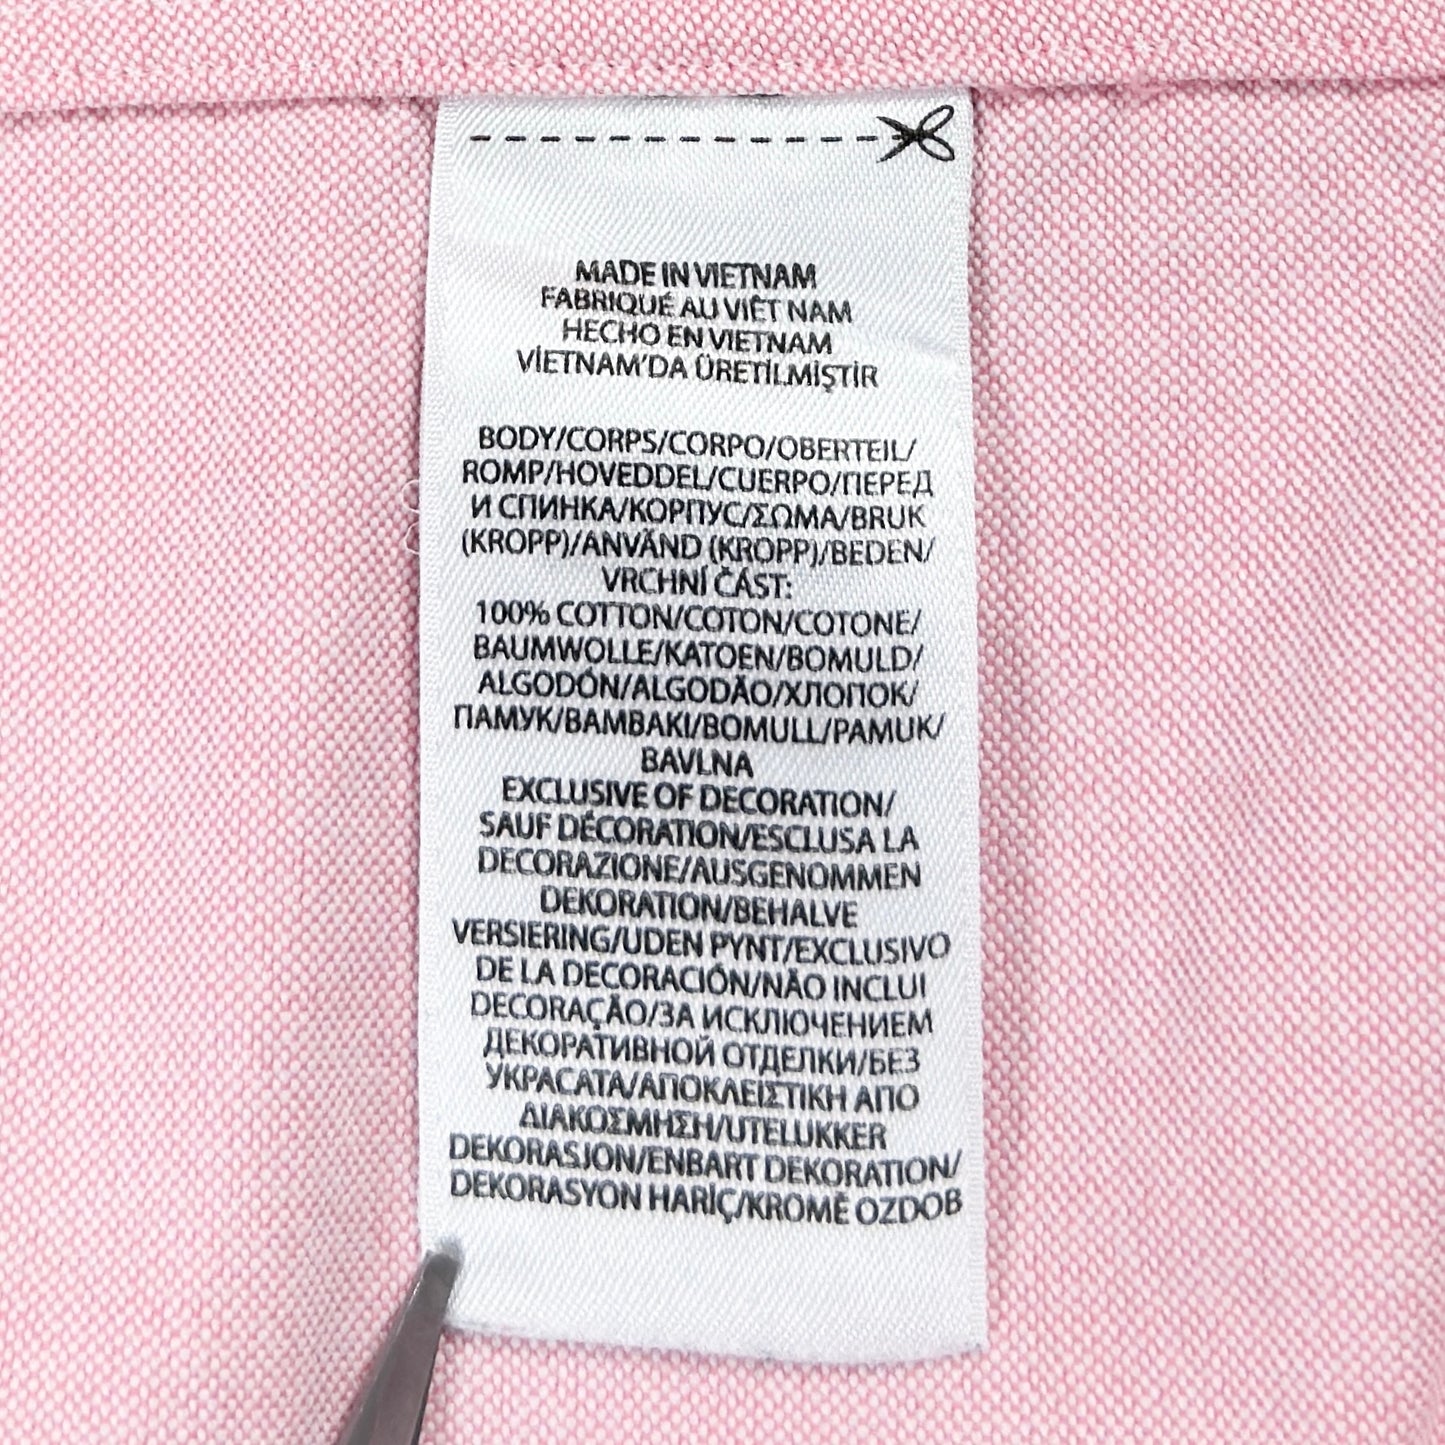 MADE IN VIETNAM
FABRIQUÉ AU VIÊT NAM
HECHO EN VIETNAM
VİETNAM'DA ÜRETİLMİŞTİR
BODY/CORPS/CORPO/OBERTEIL/
ROMP/HOVEDDEL/CUERPO/ПЕРЕД
И СПИНКА/КОРПУС/ΣΩΜΑ/BRUK
(KROPP)/ANVÄND (KROPP)/BEDEN/
VRCHNÍ ČÁST:
100% COTTON/COTON/COTONE/
BAUMWOLLE/KATOEN/BOMULD/
ALGODÓN/ALGODÃO/ХЛОПОК/
ПАМУК/BAMBAKI/BOMULL/PAMUK/
BAVLNA
EXCLUSIVE OF DECORATION/
SAUF DÉCORATION/ESCLUSA LA
DECORAZIONE/AUSGENOMMEN
DEKORATION/BEHALVE
VERSIERING/UDEN PYNT/EXCLUSIVO
DE LA DECORACIÓN/NÃO INCLUI
DECORAÇÃO/ЗА ИСКЛЮЧЕНИЕМ
ДЕКОРАТИВНОЙ ОТДЕЛКИ/БЕЗ
УКРАСАТА/ΑΠΟΚΛΕΙΣΤΙΚΗ ΑΠΟ
ΔΙΑΚΟΣΜΗΣΗ/UTELUKKER
DEKORASJON/ENBART DEKORATION/
DEKORASYON HARİÇ/KROMĚ OZDOB